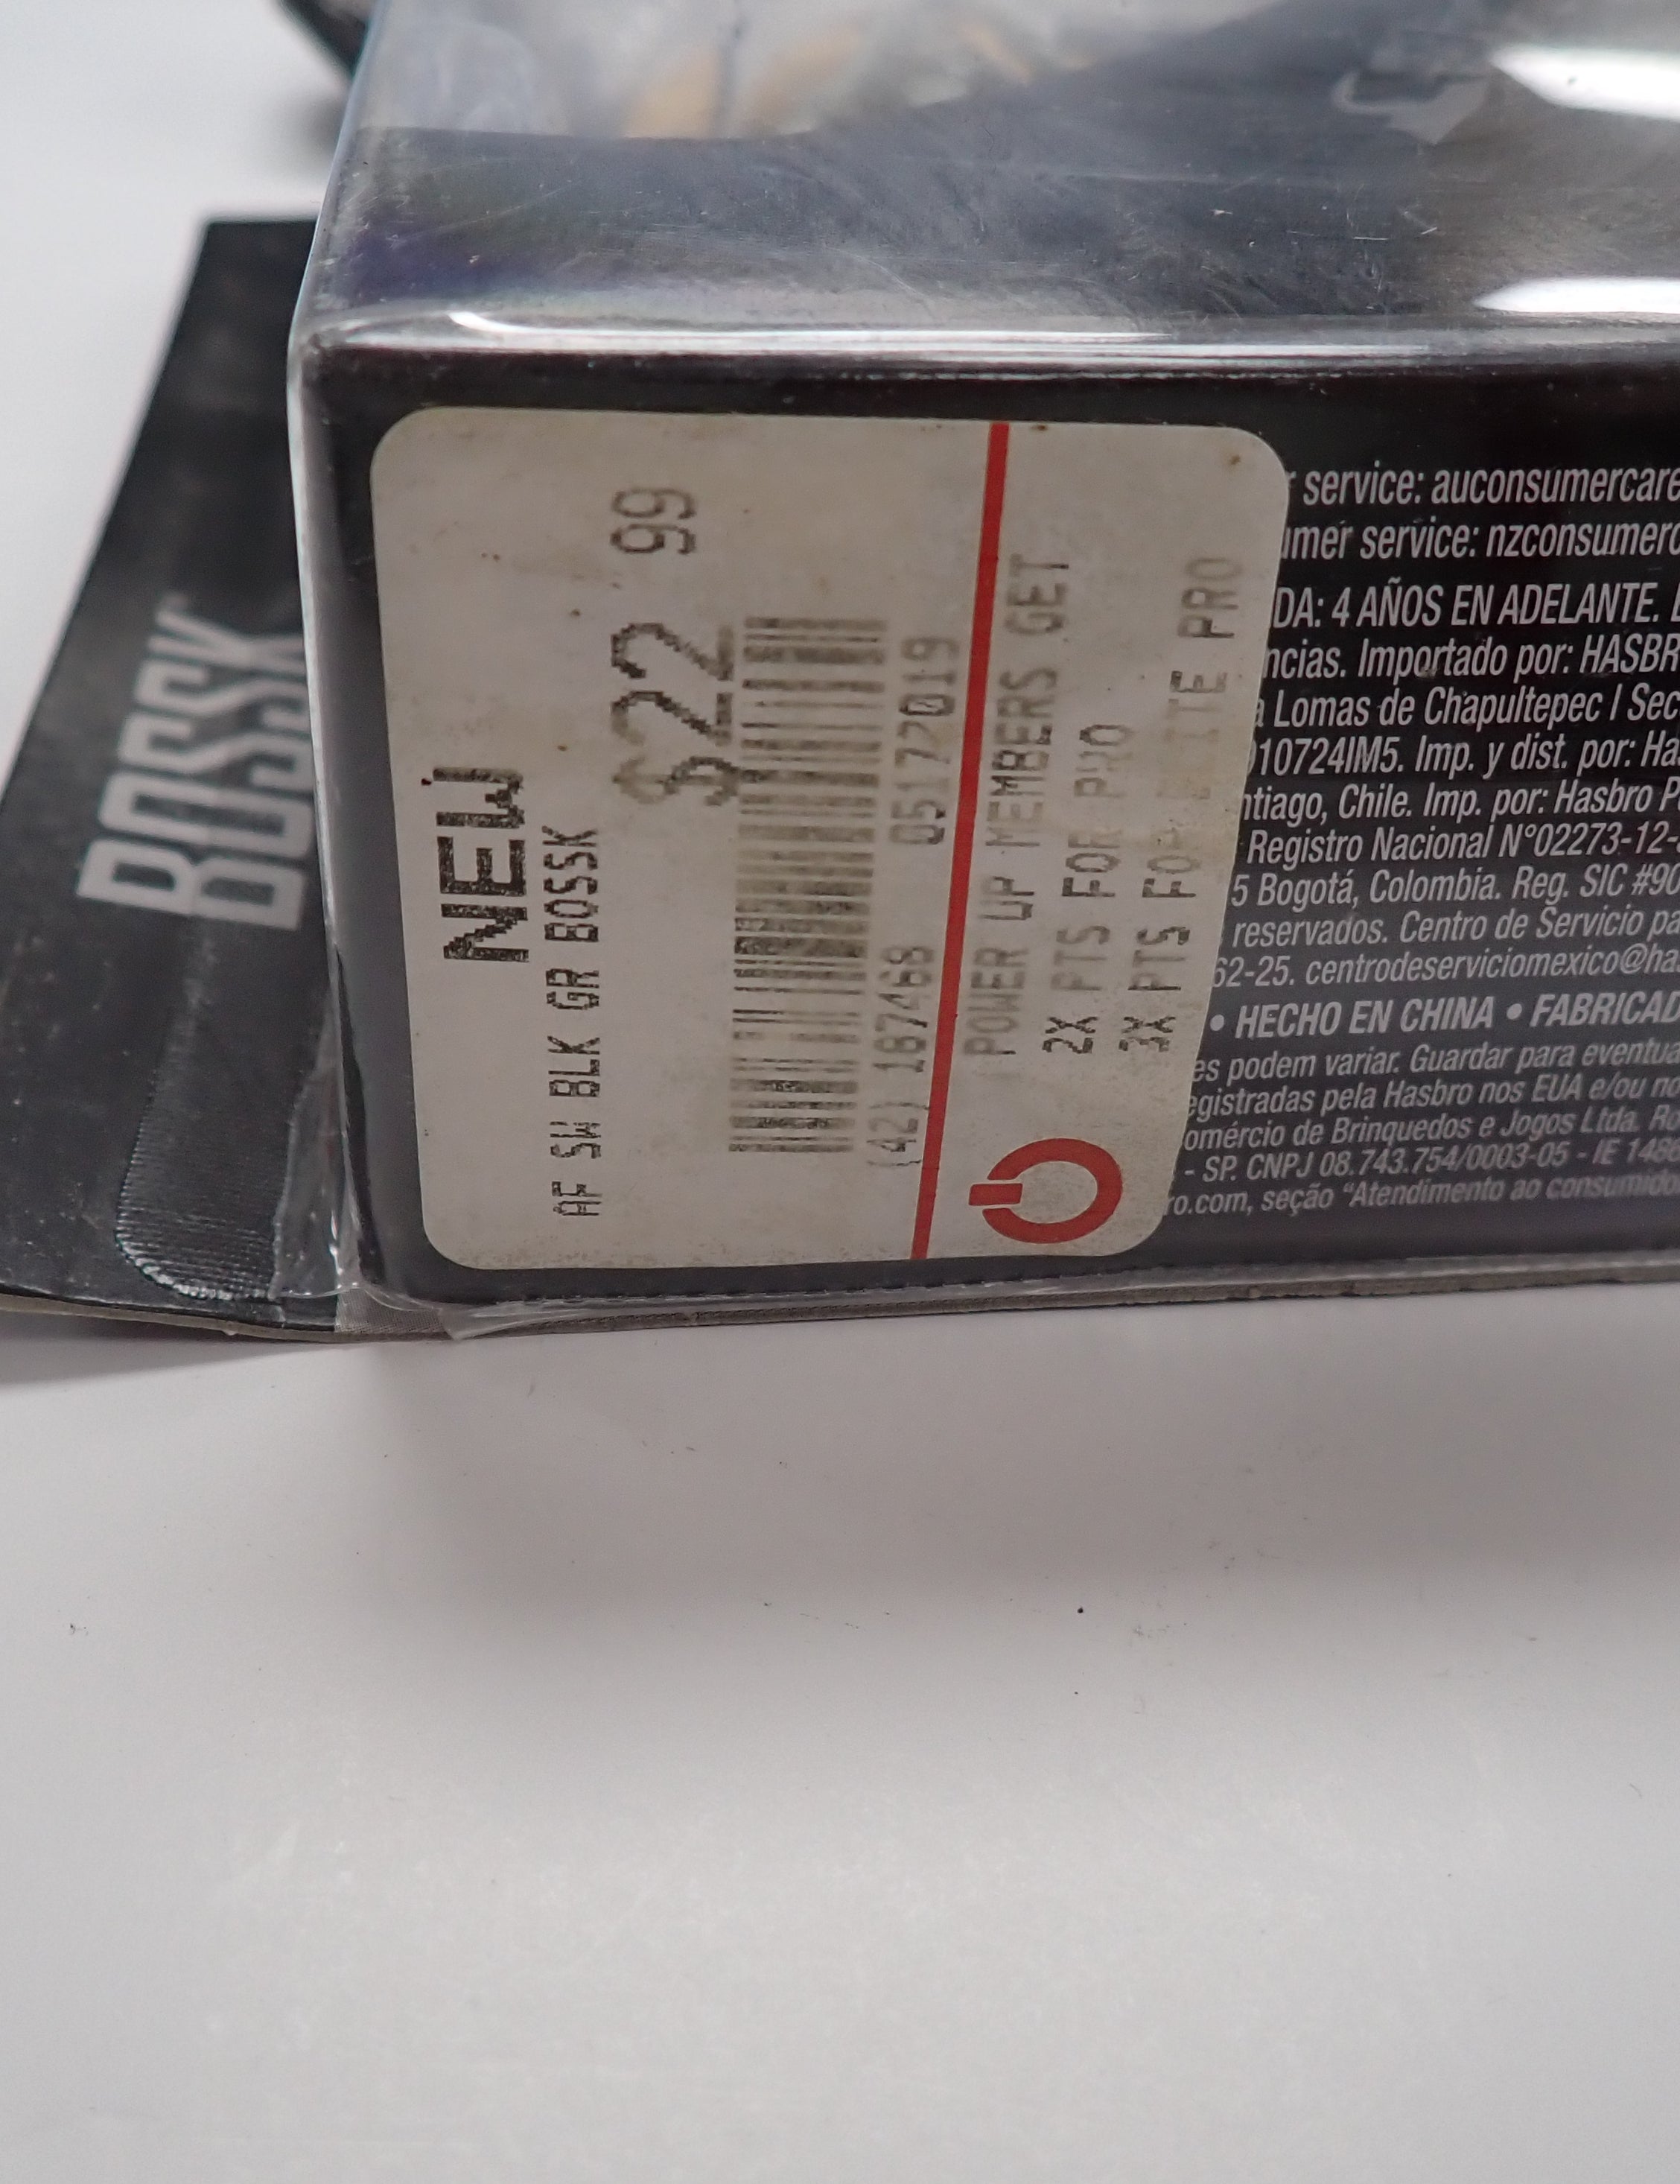 BOSSK
NEW
AF SW BLK GR BOSSK
$22 99
(42) 187468 05177019
POWER UP MEMBERS GET
2X PTS FOR PRO
3X PTS FOR ELITE PRO
service: auconsumercare
umer service: nzconsumerc
DA: 4 AÑOS EN ADELANTE.
ncias. Importado por: HASBR
Lomas de Chapultepec I Sec
010724IM5. Imp. y dist. por: Ha
ntiago, Chile. Imp. por: Hasbro P
Registro Nacional N°02273-12-
5 Bogotá, Colombia. Reg. SIC #90
reservados. Centro de Servicio pa
62-25. centrodeserviciomexico@ha
• HECHO EN CHINA • FABRICAD
es podem variar. Guardar para eventua
egistradas pela Hasbro nos EUA e/ou na
omércio de Brinquedos e Jogos Ltda. R
- SP. CNPJ 08.743.754/0003-05 - IE 148
ro.com, seção “Atendimento ao consumido